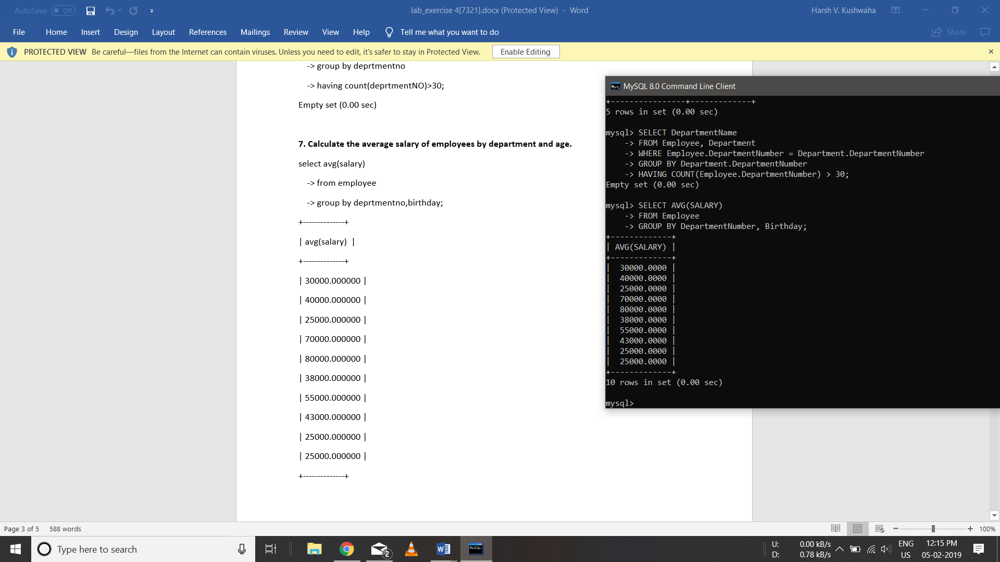 AutoSave Off
lab_exercise 4[7321].docx (Protected View) - Word
Harsh V. Kushwaha
File Home Insert Design Layout References Mailings Review View Help Tell me what you want to do
Share
PROTECTED VIEW Be careful—files from the Internet can contain viruses. Unless you need to edit, it's safer to stay in Protected View. Enable Editing
-> group by deprtmentno
-> having count(deprtmentNO)>30;
Empty set (0.00 sec)
7. Calculate the average salary of employees by department and age.
select avg(salary)
-> from employee
-> group by deprtmentno,birthday;
+--------------+
| avg(salary) |
+--------------+
| 30000.000000 |
| 40000.000000 |
| 25000.000000 |
| 70000.000000 |
| 80000.000000 |
| 38000.000000 |
| 55000.000000 |
| 43000.000000 |
| 25000.000000 |
| 25000.000000 |
+--------------+
MySQL 8.0 Command Line Client
+----------------+-------------+
5 rows in set (0.00 sec)
mysql> SELECT DepartmentName
-> FROM Employee, Department
-> WHERE Employee.DepartmentNumber = Department.DepartmentNumber
-> GROUP BY Department.DepartmentNumber
-> HAVING COUNT(Employee.DepartmentNumber) > 30;
Empty set (0.00 sec)
mysql> SELECT AVG(SALARY)
-> FROM Employee
-> GROUP BY DepartmentNumber, Birthday;
+-------------+
| AVG(SALARY) |
+-------------+
| 30000.0000 |
| 40000.0000 |
| 25000.0000 |
| 70000.0000 |
| 80000.0000 |
| 38000.0000 |
| 55000.0000 |
| 43000.0000 |
| 25000.0000 |
| 25000.0000 |
+-------------+
10 rows in set (0.00 sec)
mysql>
Page 3 of 5 588 words
100%
Type here to search
2
MySQL
U: 0.00 kB/s
D: 0.78 kB/s
ENG
US
12:15 PM
05-02-2019